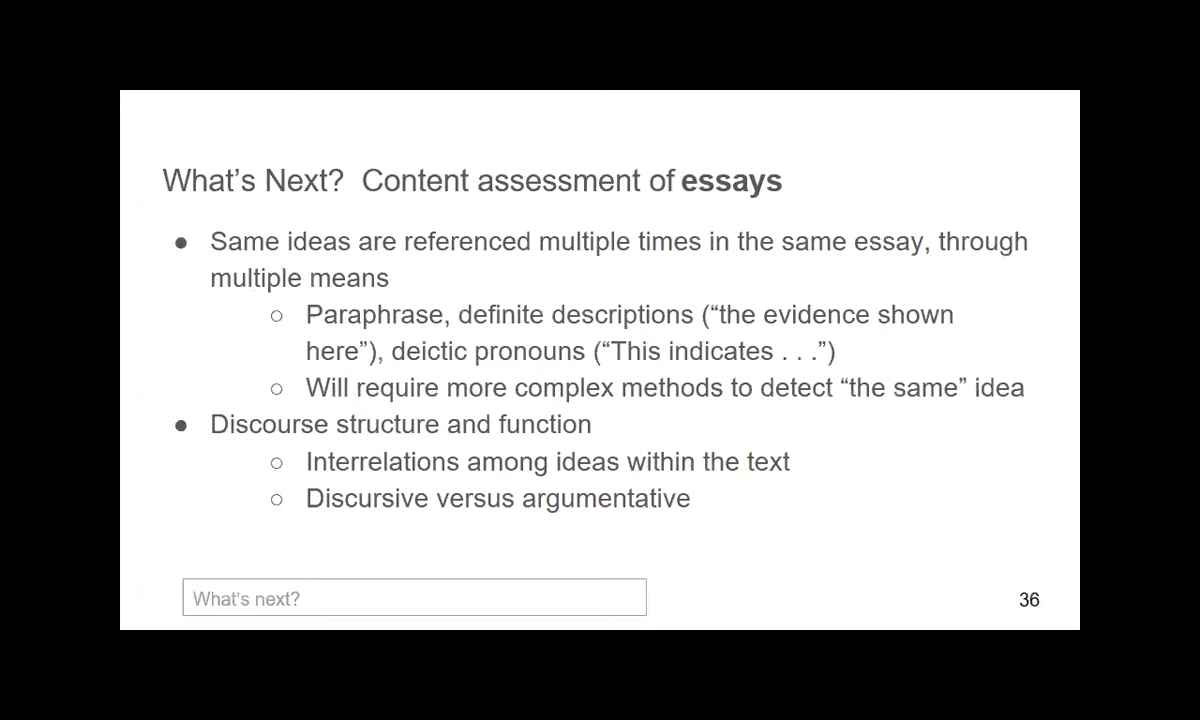 What’s Next? Content assessment of essays
● Same ideas are referenced multiple times in the same essay, through
multiple means
○ Paraphrase, definite descriptions (“the evidence shown
here”), deictic pronouns (“This indicates . . .”)
○ Will require more complex methods to detect “the same” idea
● Discourse structure and function
○ Interrelations among ideas within the text
○ Discursive versus argumentative
What’s next?
36